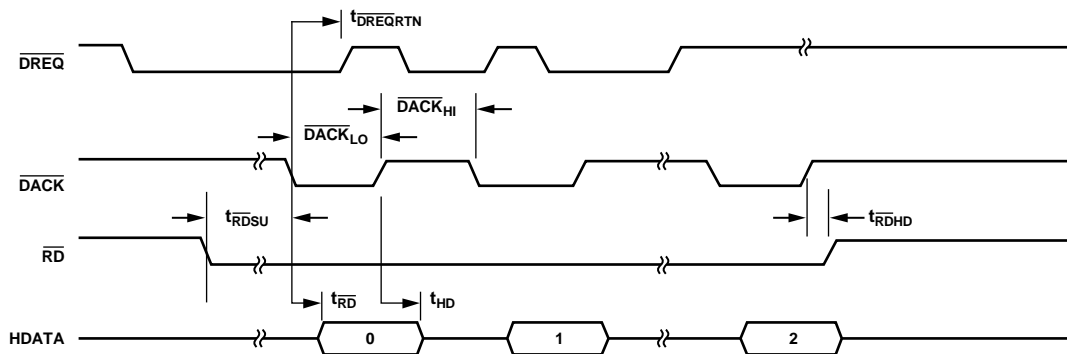 tDREQRTN
DREQ
DACKHI
DACKLO
DACK
tRDSU
tRDHD
RD
tRD
tHD
HDATA
0
1
2